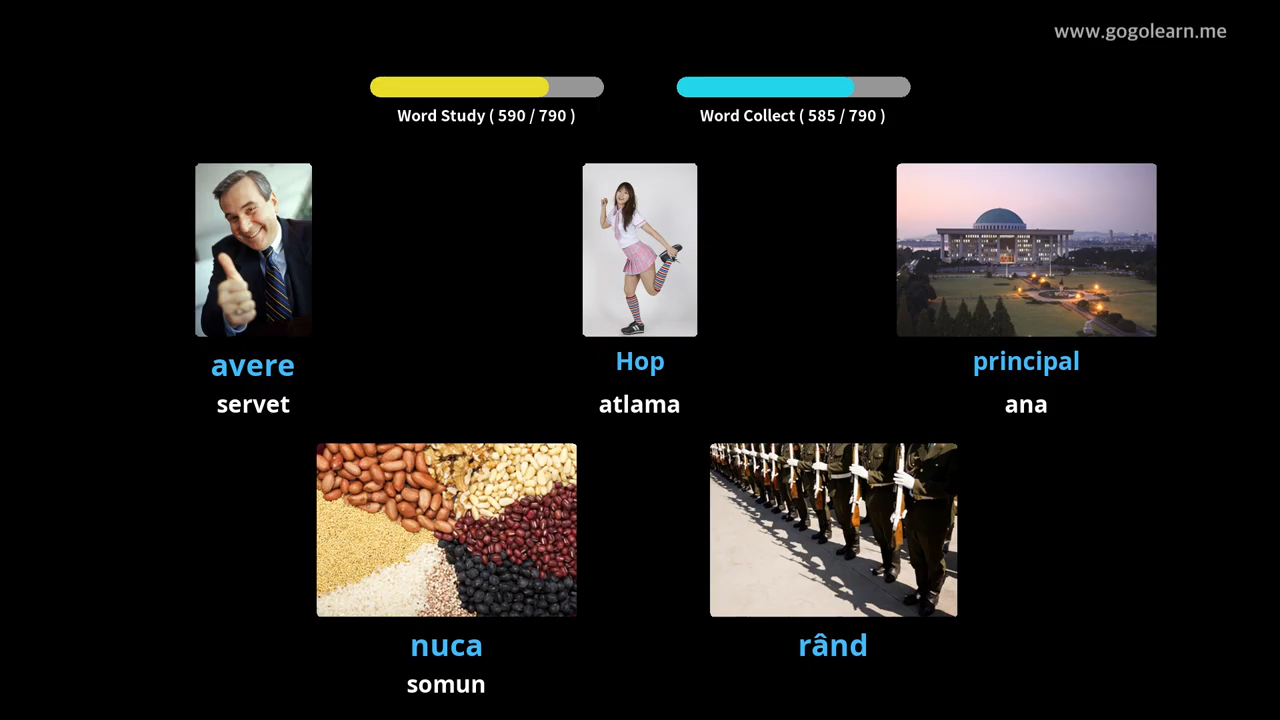 www.gogolearn.me
Word Study ( 590 / 790 )
Word Collect ( 585 / 790 )
avere
servet
Hop
atlama
principal
ana
nuca
somun
rând